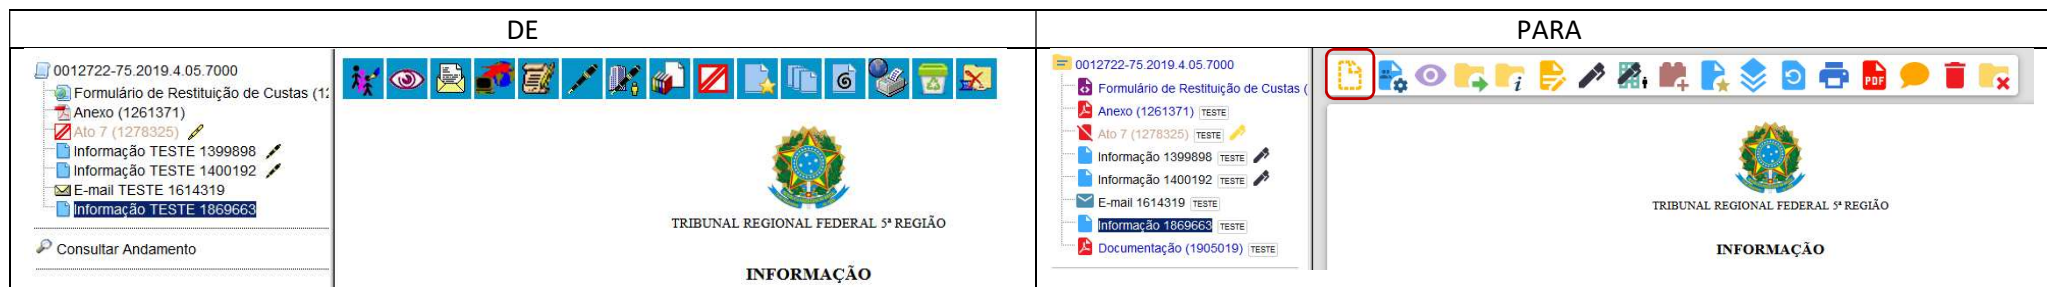 DE
0012722-75.2019.4.05.7000
Formulário de Restituição de Custas (12
Anexo (1261371)
Ato 7 (1278325)
Informação TESTE 1399898
Informação TESTE 1400192
E-mail TESTE 1614319
Informação TESTE 1869663
Consultar Andamento
TRIBUNAL REGIONAL FEDERAL 5ª REGIÃO
INFORMAÇÃO
PARA
0012722-75.2019.4.05.7000
Formulário de Restituição de Custas (
Anexo (1261371) TESTE
Ato 7 (1278325) TESTE
Informação 1399898 TESTE
Informação 1400192 TESTE
E-mail 1614319 TESTE
Informação 1869663 TESTE
Documentação (1905019) TESTE
PDF
TRIBUNAL REGIONAL FEDERAL 5ª REGIÃO
INFORMAÇÃO